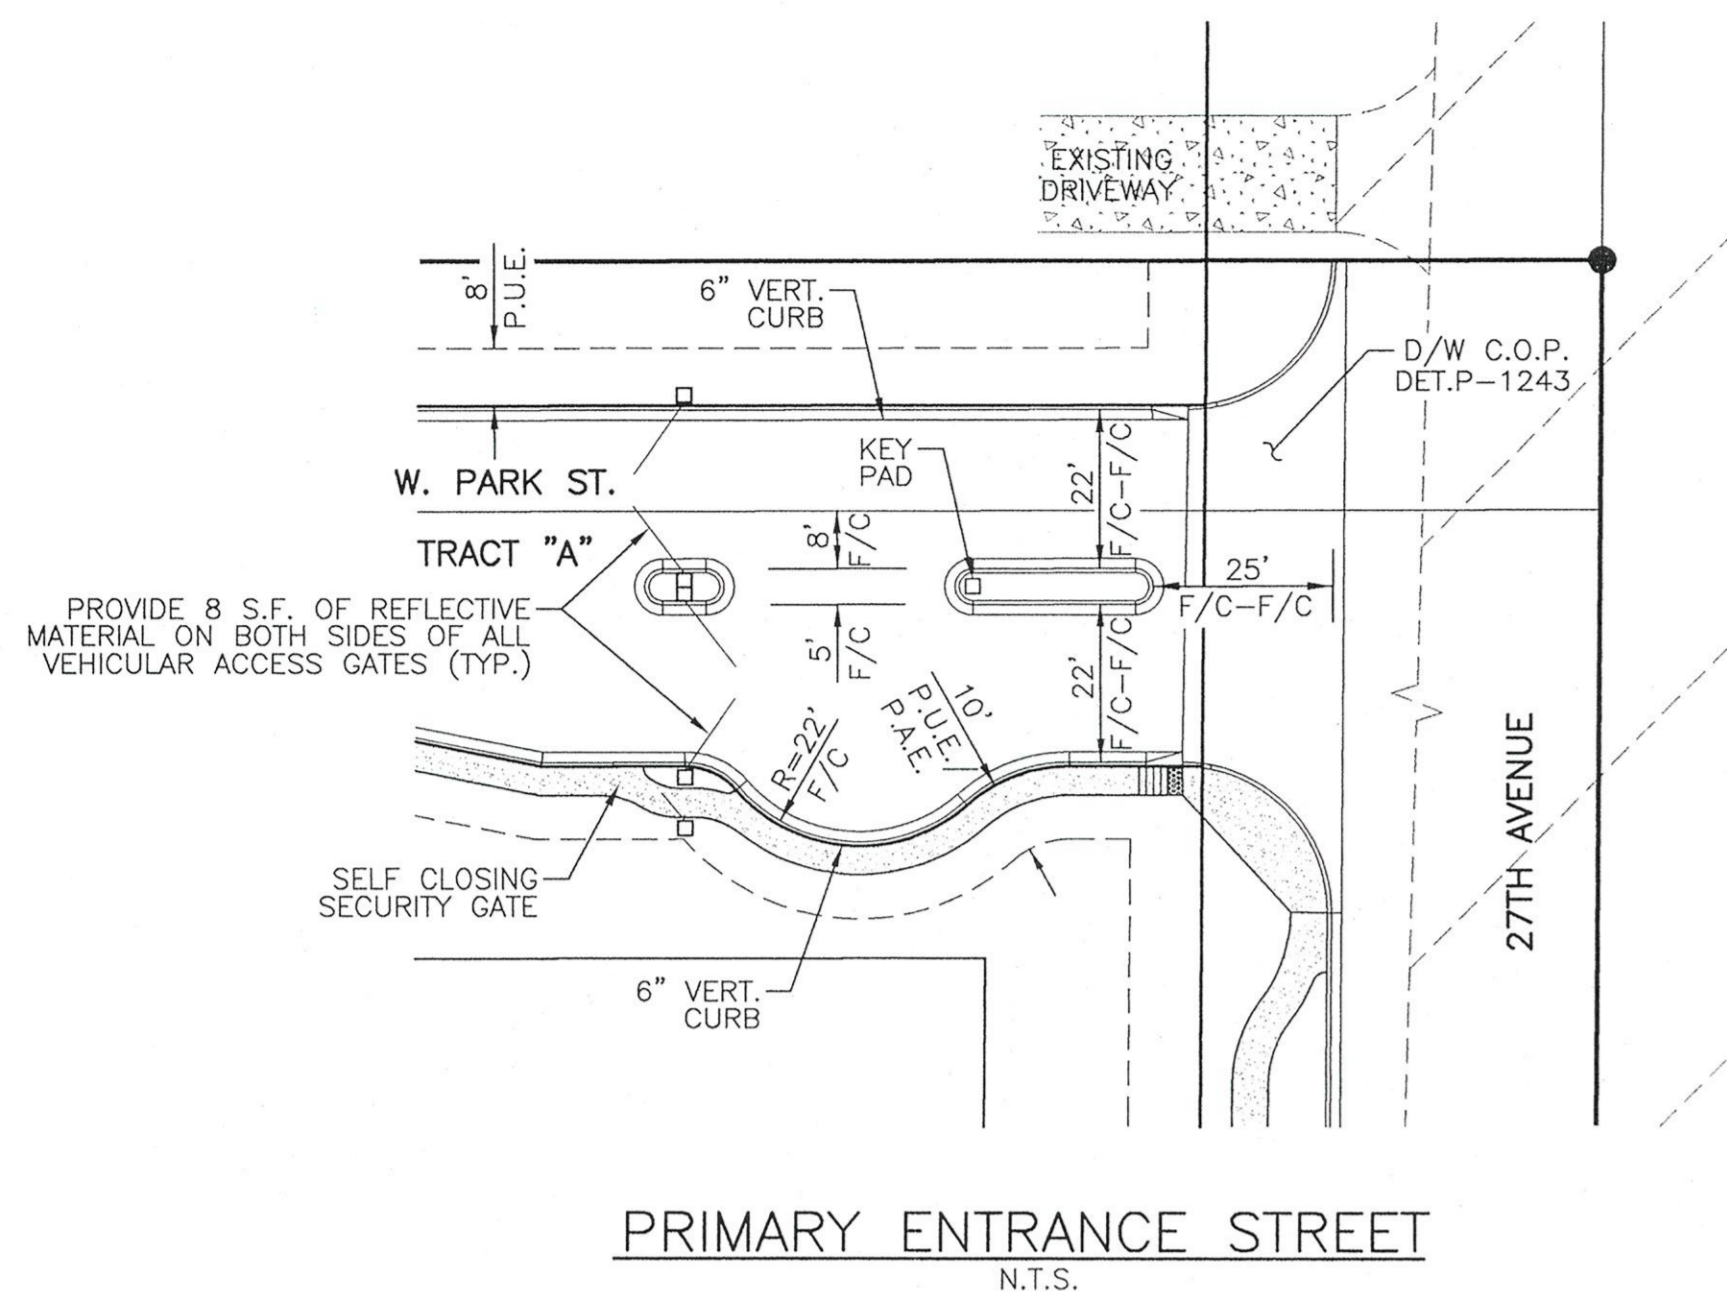 EXISTING
DRIVEWAY
8'
P.U.E.
6" VERT.
CURB
D/W C.O.P.
DET.P-1243
KEY
PAD
22'
F/C-F/C
W. PARK ST.
8'
F/C
TRACT "A"
25'
F/C-F/C
PROVIDE 8 S.F. OF REFLECTIVE
MATERIAL ON BOTH SIDES OF ALL
VEHICULAR ACCESS GATES (TYP.)
5'
F/C
22'
F/C-F/C
10'
P.U.E.
P.A.E.
R=22'
F/C
27TH AVENUE
SELF CLOSING
SECURITY GATE
6" VERT.
CURB
PRIMARY ENTRANCE STREET
N.T.S.